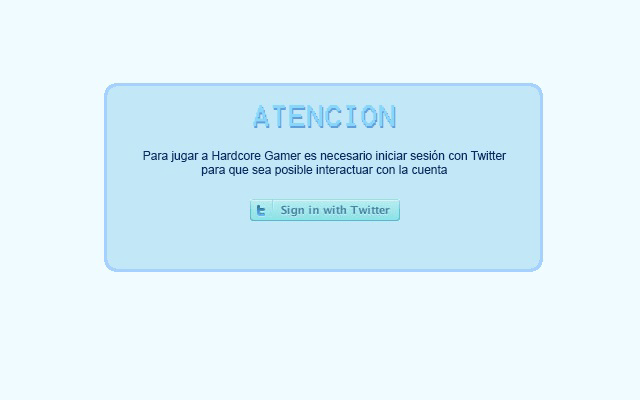 ATENCION
Para jugar a Hardcore Gamer es necesario iniciar sesión con Twitter
para que sea posible interactuar con la cuenta
Sign in with Twitter